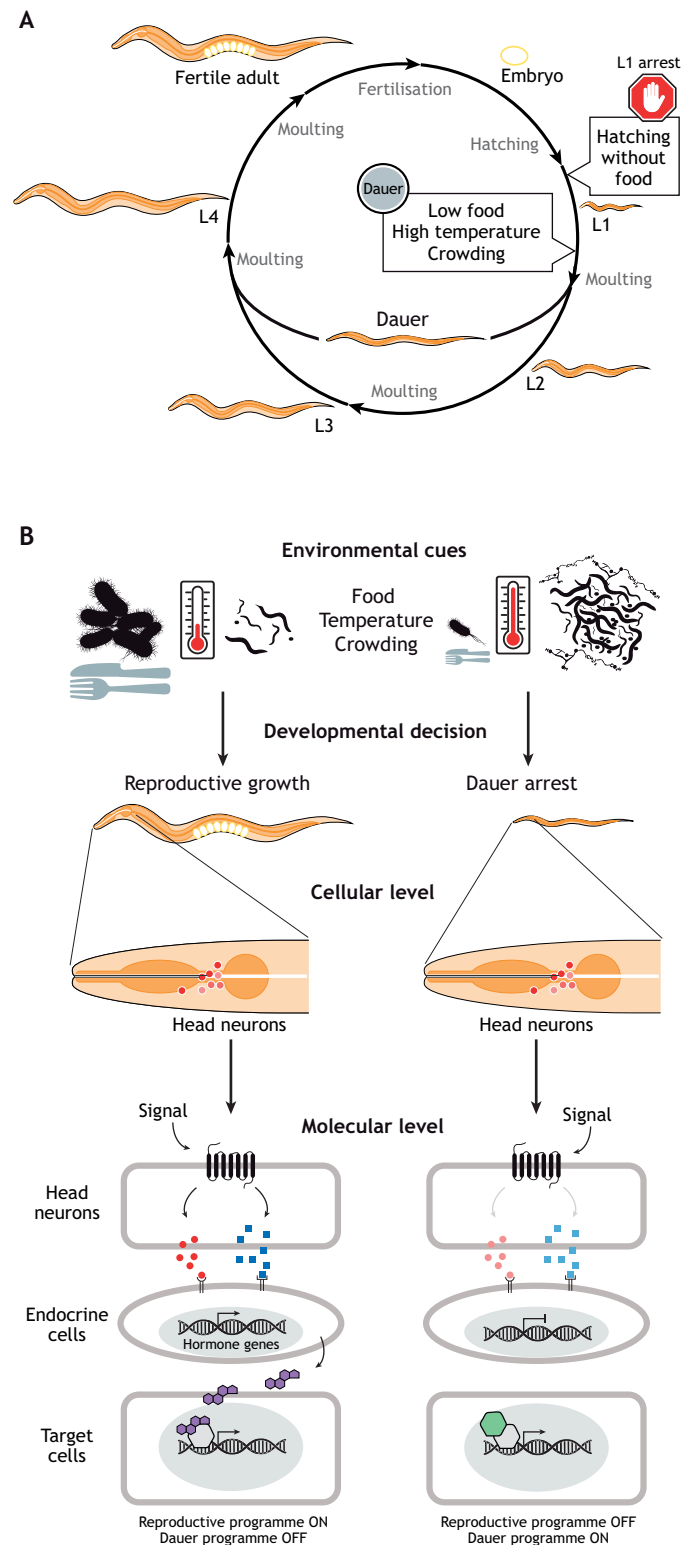 A
Fertile adult
Fertilisation
Embryo
L1 arrest
Moulting
Hatching
Hatching
without
food
Dauer
L4
Low food
High temperature
Crowding
L1
Moulting
Moulting
Dauer
L2
Moulting
L3
B
Environmental cues
Food
Temperature
Crowding
Developmental decision
Reproductive growth
Dauer arrest
Cellular level
Head neurons
Head neurons
Signal
Molecular level
Signal
Head
neurons
Endocrine
cells
Hormone genes
Target
cells
Reproductive programme ON
Dauer programme OFF
Reproductive programme OFF
Dauer programme ON